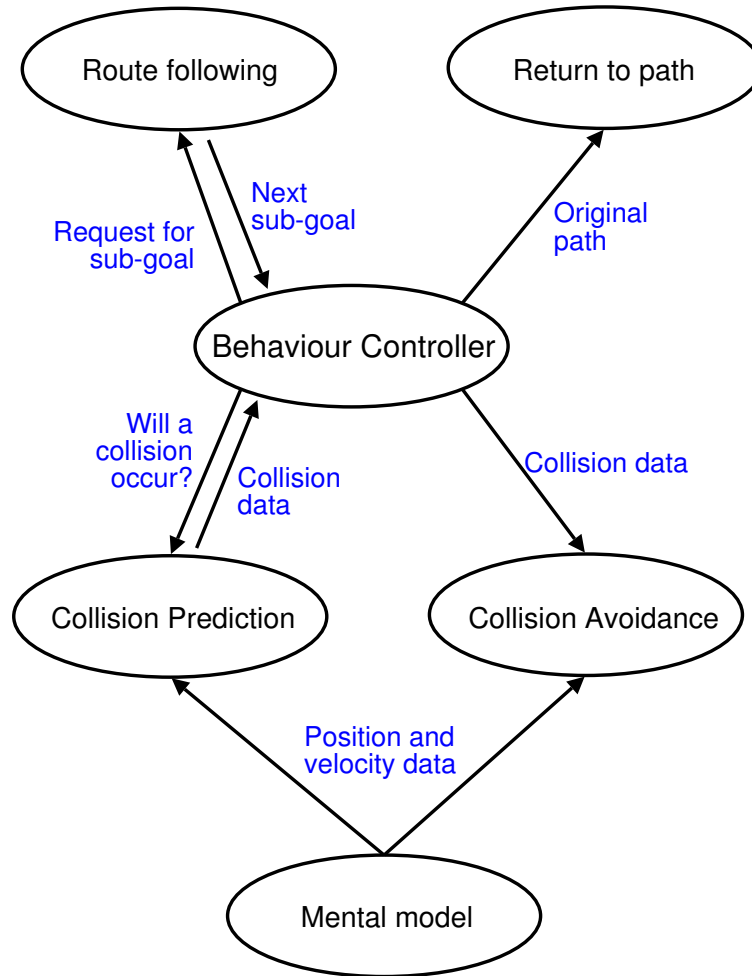 Route following
Return to path
Next
sub-goal
Request for
sub-goal
Original
path
Behaviour Controller
Will a
collision
occur?
Collision
data
Collision data
Collision Prediction
Collision Avoidance
Position and
velocity data
Mental model